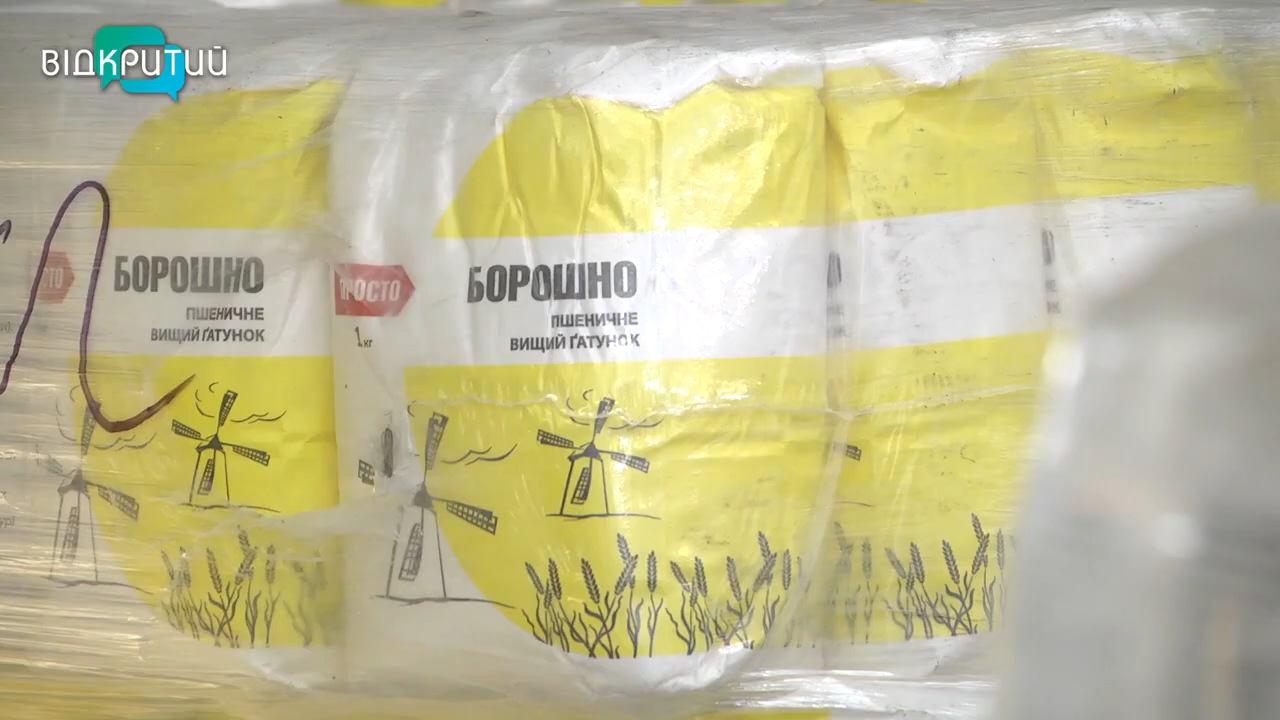 ВІДКРИТИЙ
БОРОШНО
ПШЕНИЧНЕ
ВИЩИЙ ҐАТУНОК
ПРОСТО
1 кг
БОРОШНО
ПШЕНИЧНЕ
ВИЩИЙ ҐАТУНОК